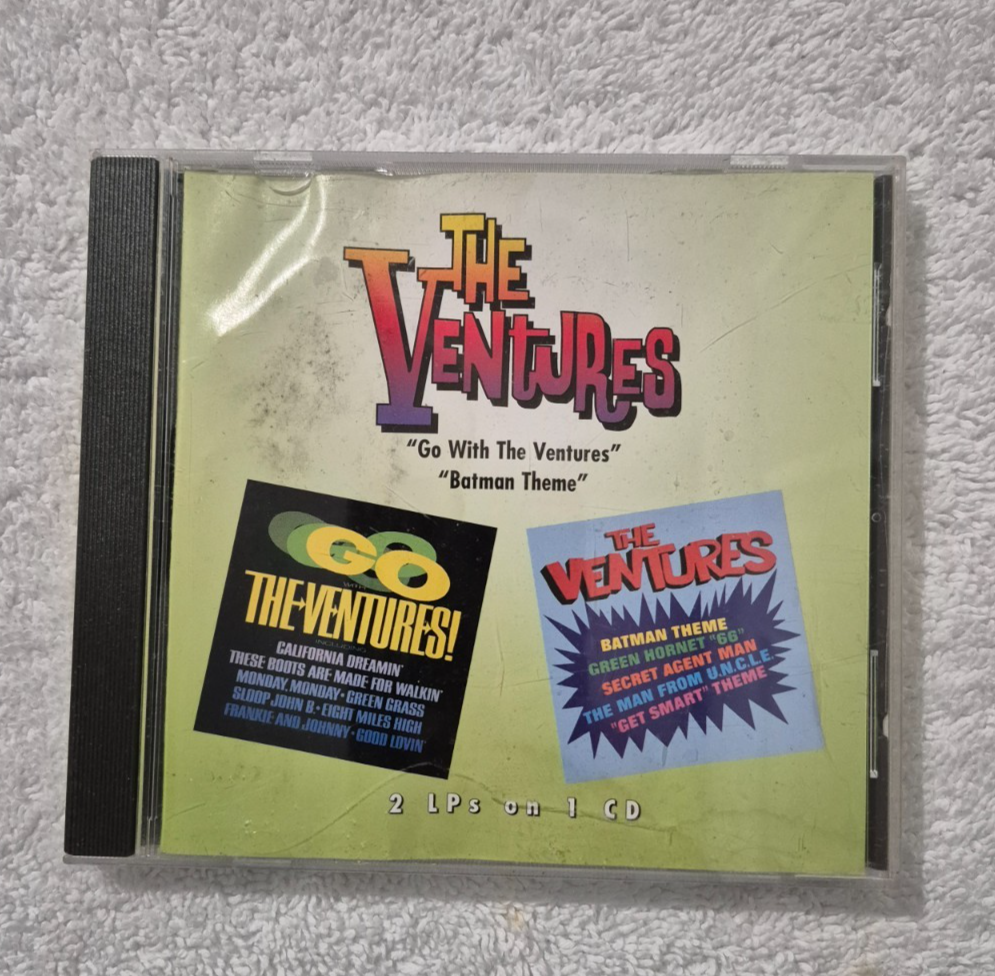 THE
VENTURES
"Go With The Ventures"
"Batman Theme"
GO
THE VENTURES!
INCLUDING
CALIFORNIA DREAMIN'
THESE BOOTS ARE MADE FOR WALKIN'
MONDAY, MONDAY • GREEN GRASS
SLOOP JOHN B • EIGHT MILES HIGH
FRANKIE AND JOHNNY • GOOD LOVIN'
THE
VENTURES
BATMAN THEME
GREEN HORNET "66"
SECRET AGENT MAN
THE MAN FROM U.N.C.L.E.
"GET SMART" THEME
2 LPs on 1 CD